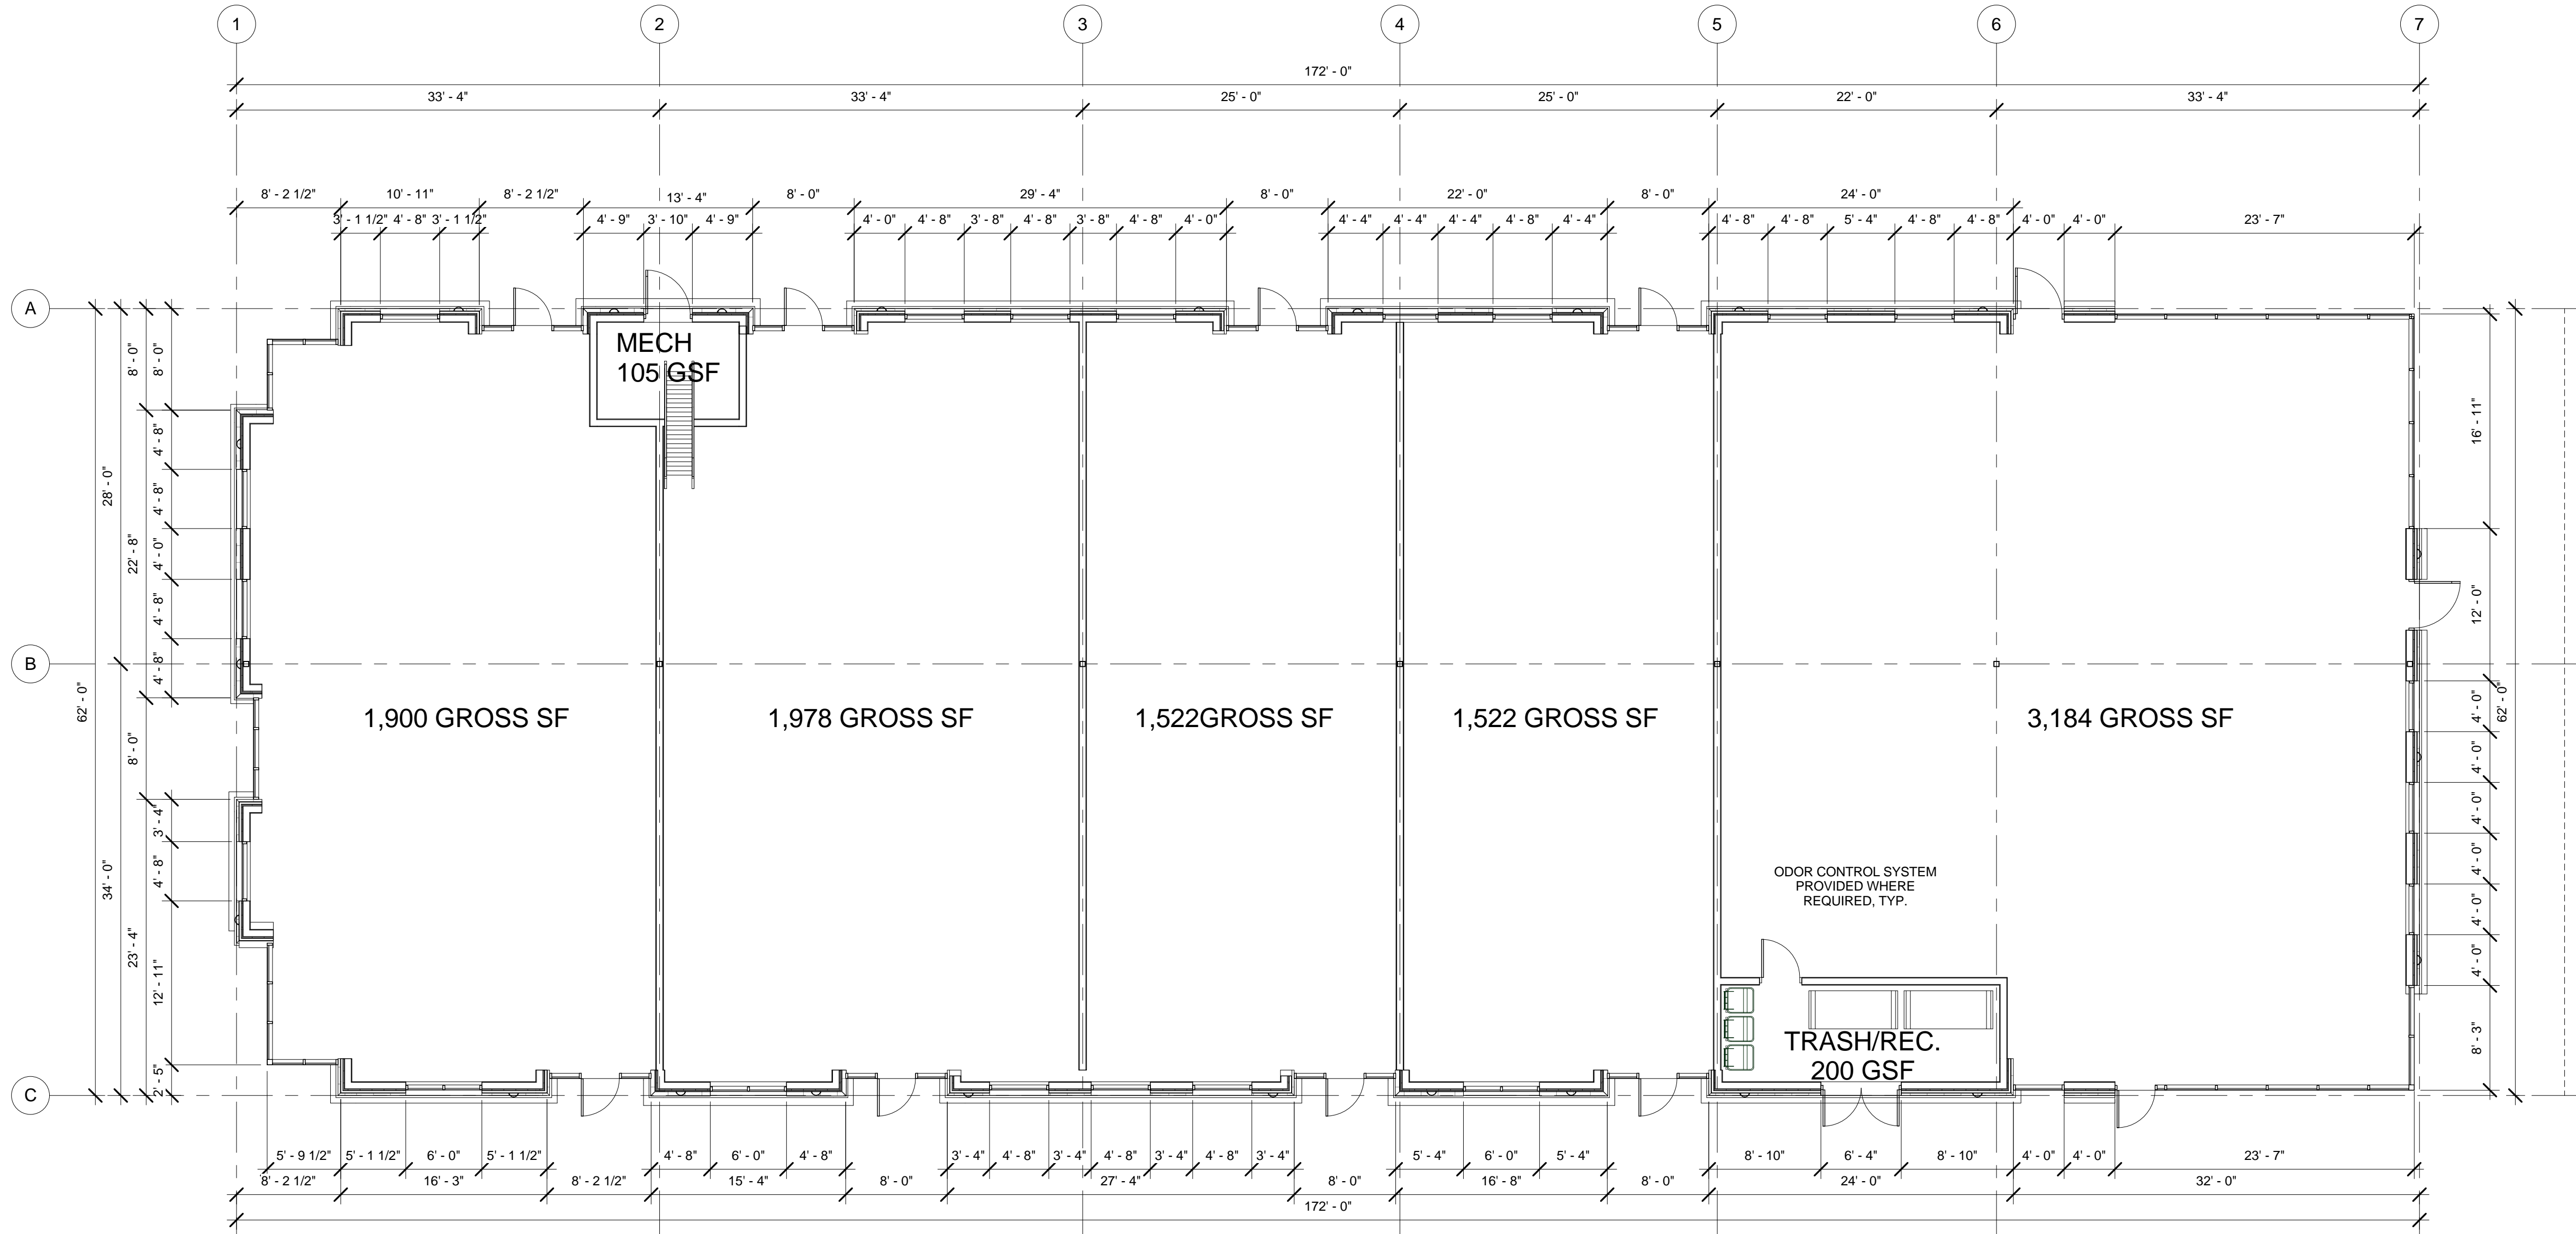 1 2 3 4 5 6 7
172' - 0"
33' - 4" 33' - 4" 25' - 0" 25' - 0" 22' - 0" 33' - 4"
8' - 2 1/2" 10' - 11" 8' - 2 1/2" 13' - 4" 8' - 0" 29' - 4" 8' - 0" 22' - 0" 8' - 0" 24' - 0"
3' - 1 1/2" 4' - 8" 3' - 1 1/2" 4' - 9" 3' - 10" 4' - 9" 4' - 0" 4' - 8" 3' - 8" 4' - 8" 3' - 8" 4' - 8" 4' - 0" 4' - 4" 4' - 4" 4' - 4" 4' - 8" 4' - 4" 4' - 8" 4' - 8" 5' - 4" 4' - 8" 4' - 8" 4' - 0" 4' - 0" 23' - 7"
A
B
C
62' - 0"
28' - 0"
34' - 0"
8' - 0"
22' - 8"
8' - 0"
23' - 4"
8' - 0"
4' - 8"
4' - 8"
4' - 0"
4' - 8"
4' - 8"
3' - 4"
4' - 8"
12' - 11"
2' - 5"
MECH
105 GSF
1,900 GROSS SF
1,978 GROSS SF
1,522GROSS SF
1,522 GROSS SF
3,184 GROSS SF
ODOR CONTROL SYSTEM
PROVIDED WHERE
REQUIRED, TYP.
TRASH/REC.
200 GSF
16' - 11"
12' - 0"
4' - 0"
4' - 0"
4' - 0"
4' - 0"
4' - 0"
4' - 0"
8' - 3"
62' - 0"
5' - 9 1/2" 5' - 1 1/2" 6' - 0" 5' - 1 1/2" 4' - 8" 6' - 0" 4' - 8" 3' - 4" 4' - 8" 3' - 4" 4' - 8" 3' - 4" 4' - 8" 3' - 4" 5' - 4" 6' - 0" 5' - 4" 8' - 10" 6' - 4" 8' - 10" 4' - 0" 4' - 0" 23' - 7"
8' - 2 1/2" 16' - 3" 8' - 2 1/2" 15' - 4" 8' - 0" 27' - 4" 8' - 0" 16' - 8" 8' - 0" 24' - 0" 32' - 0"
172' - 0"